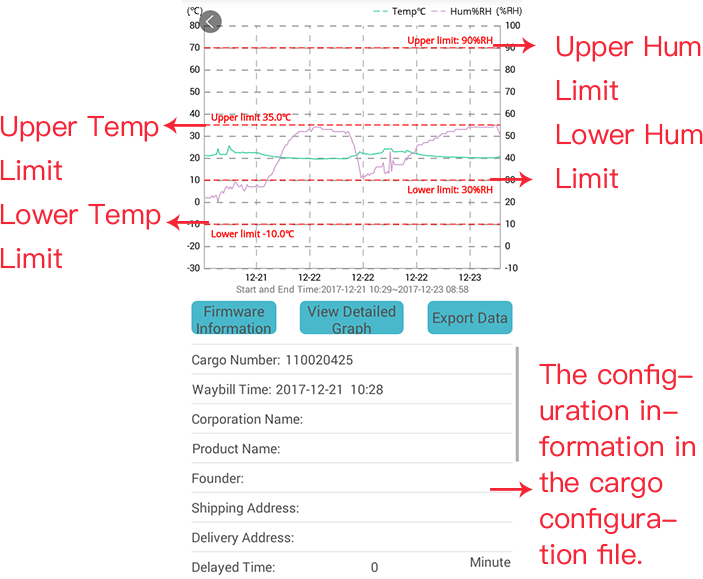 (℃)
Temp℃
Hum%RH
(%RH)
80
70
60
50
40
30
20
10
0
-10
-20
-30
100
90
80
70
60
50
40
30
20
10
0
-10
Upper limit: 90%RH
Upper limit 35.0℃
Lower limit: 30%RH
Lower limit -10.0℃
12-21
12-22
12-22
12-22
12-23
Start and End Time:2017-12-21 10:29~2017-12-23 08:58
Upper Temp
Limit
Lower Temp
Limit
Upper Hum
Limit
Lower Hum
Limit
Firmware
Information
View Detailed
Graph
Export Data
Cargo Number: 110020425
Waybill Time: 2017-12-21 10:28
Corporation Name:
Product Name:
Founder:
Shipping Address:
Delivery Address:
Delayed Time: 0 Minute
The config-
uration in-
formation in
the cargo
configura-
tion file.